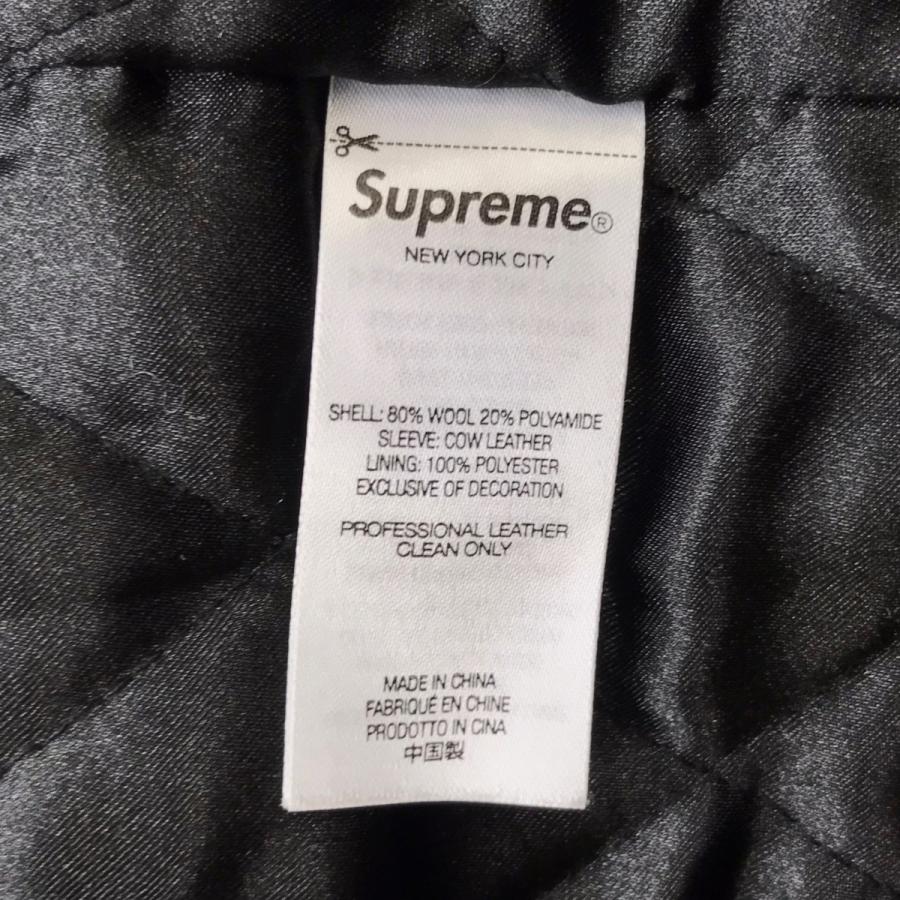 Supreme®
NEW YORK CITY
SHELL: 80% WOOL 20% POLYAMIDE
SLEEVE: COW LEATHER
LINING: 100% POLYESTER
EXCLUSIVE OF DECORATION
PROFESSIONAL LEATHER
CLEAN ONLY
MADE IN CHINA
FABRIQUÉ EN CHINE
PRODOTTO IN CINA
中国製